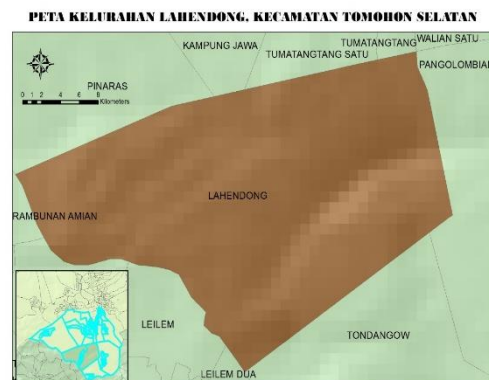 PETA KELURAHAN LAHENDONG, KECAMATAN TOMOHON SELATAN
WALIAN SATU
TUMATANGTANG
KAMPUNG JAWA
TUMATANGTANG SATU
PANGOLOMBIAN
PINARAS
0 1 2 4 6 8
Kilometers
LAHENDONG
RAMBUNAN AMIAN
LEILEM
TONDANGOW
LEILEM DUA